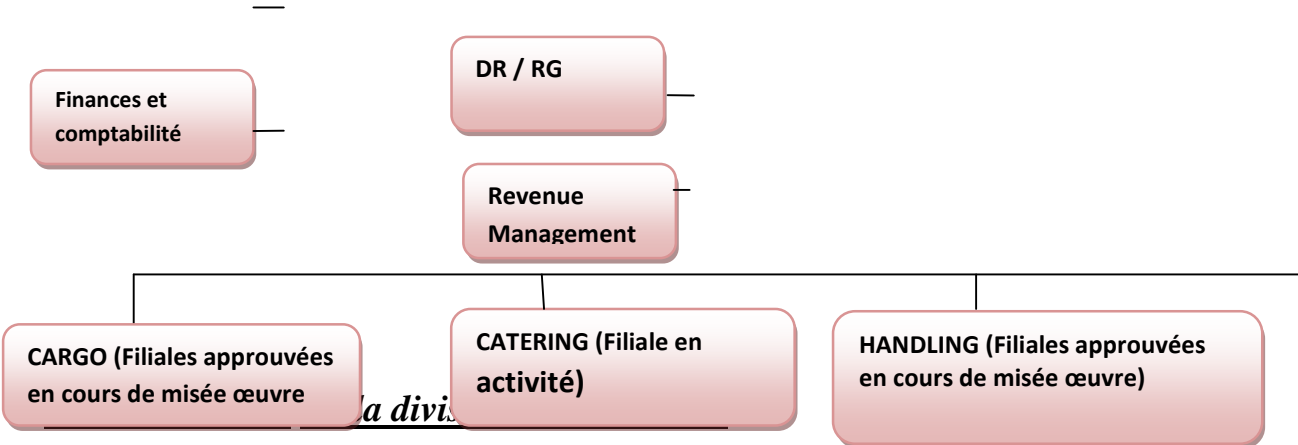 DR / RG
Finances et
comptabilité
Revenue
Management
CARGO (Filiales approuvées
en cours de misée œuvre
CATERING (Filiale en
activité)
HANDLING (Filiales approuvées
en cours de misée œuvre)
la